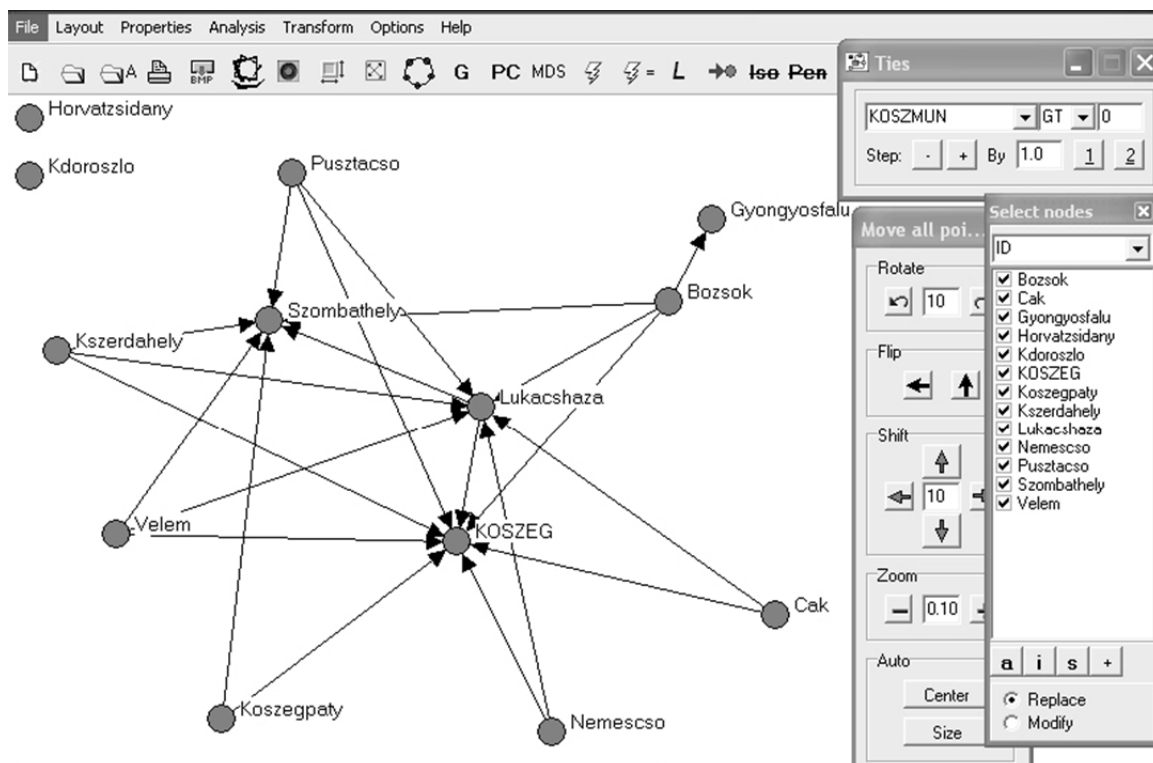 File Layout Properties Analysis Transform Options Help
A BMP G PC MDS = L Iso Pen
Ties
KOSZMUN GT 0
Step: - + By 1.0 1 2
Horvatzsidany
Kdoroszlo
Pusztacso
Gyongyosfalu
Bozsok
Szombathely
Kszerdahely
Lukacshaza
Velem
KOSZEG
Cak
Koszegpaty
Nemescso
Move all poi...
Rotate
10
Flip
Shift
10
Zoom
0.10
Auto
Center
Size
Select nodes
ID
Bozsok
Cak
Gyongyosfalu
Horvatzsidany
Kdoroszlo
KOSZEG
Koszegpaty
Kszerdahely
Lukacshaza
Nemescso
Pusztacso
Szombathely
Velem
a i s +
Replace
Modify